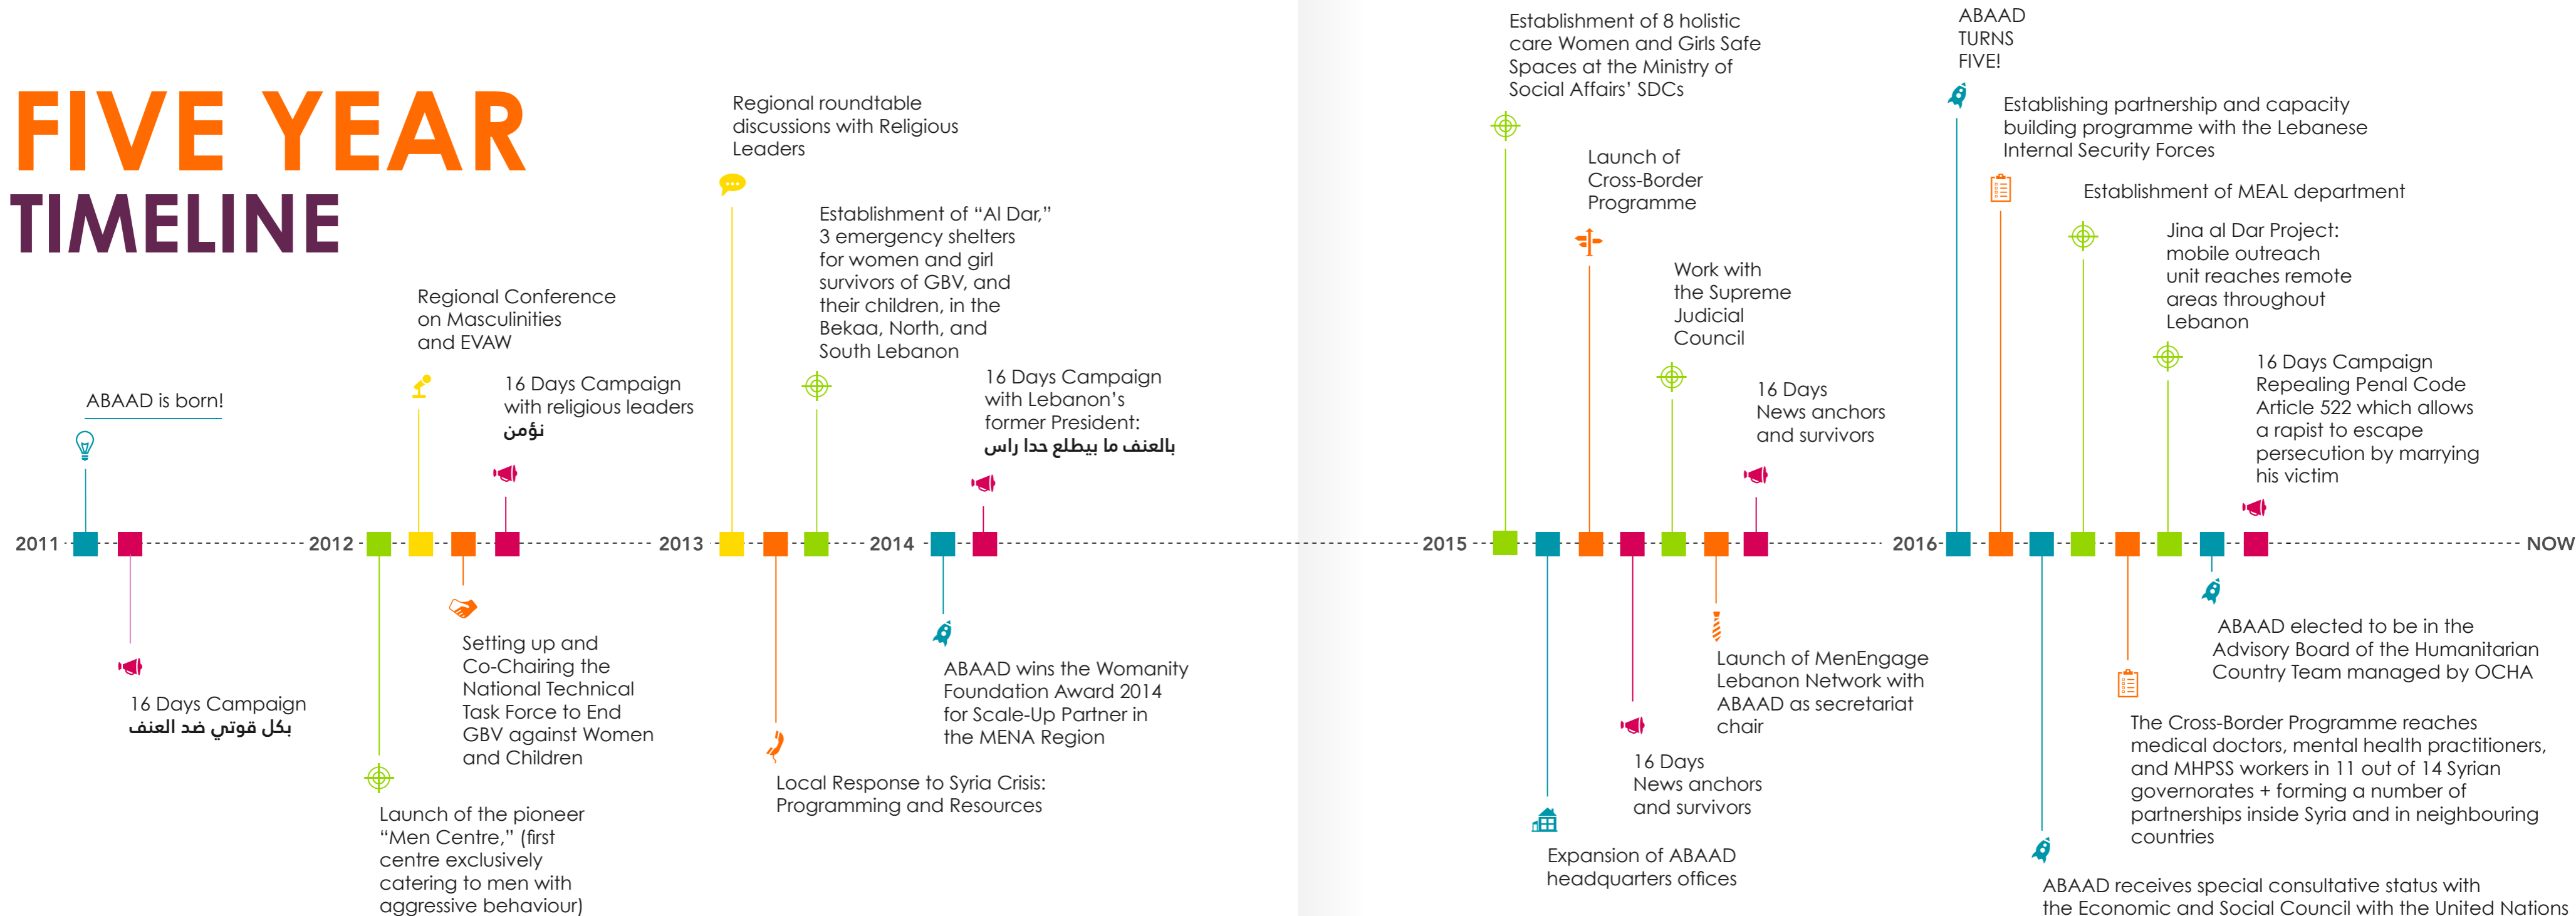 FIVE YEAR
TIMELINE
2011
ABAAD is born!
16 Days Campaign
بكل قوتي ضد العنف
2012
Launch of the pioneer
“Men Centre,” (first
centre exclusively
catering to men with
aggressive behaviour)
Regional Conference
on Masculinities
and EVAW
Setting up and
Co-Chairing the
National Technical
Task Force to End
GBV against Women
and Children
16 Days Campaign
with religious leaders
نؤمن
2013
Regional roundtable
discussions with Religious
Leaders
Local Response to Syria Crisis:
Programming and Resources
Establishment of “Al Dar,”
3 emergency shelters
for women and girl
survivors of GBV, and
their children, in the
Bekaa, North, and
South Lebanon
2014
ABAAD wins the Womanity
Foundation Award 2014
for Scale-Up Partner in
the MENA Region
16 Days Campaign
with Lebanon’s
former President:
بالعنف ما بيطلع حدا راس
2015
Establishment of 8 holistic
care Women and Girls Safe
Spaces at the Ministry of
Social Affairs’ SDCs
Expansion of ABAAD
headquarters offices
Launch of
Cross-Border
Programme
16 Days
News anchors
and survivors
Work with
the Supreme
Judicial
Council
Launch of MenEngage
Lebanon Network with
ABAAD as secretariat
chair
16 Days
News anchors
and survivors
2016
ABAAD
TURNS
FIVE!
Establishing partnership and capacity
building programme with the Lebanese
Internal Security Forces
ABAAD receives special consultative status with
the Economic and Social Council with the United Nations
Establishment of MEAL department
The Cross-Border Programme reaches
medical doctors, mental health practitioners,
and MHPSS workers in 11 out of 14 Syrian
governorates + forming a number of
partnerships inside Syria and in neighbouring
countries
Jina al Dar Project:
mobile outreach
unit reaches remote
areas throughout
Lebanon
ABAAD elected to be in the
Advisory Board of the Humanitarian
Country Team managed by OCHA
16 Days Campaign
Repealing Penal Code
Article 522 which allows
a rapist to escape
persecution by marrying
his victim
NOW